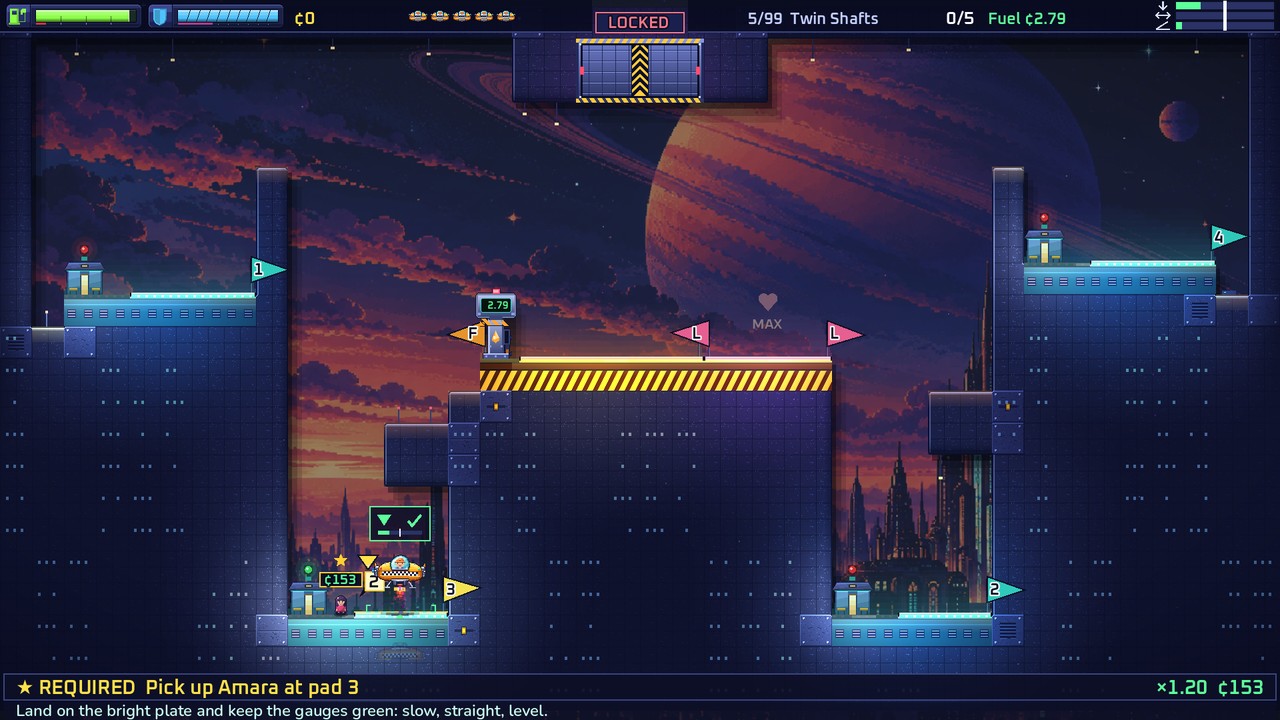 ¢0
LOCKED
5/99 Twin Shafts
0/5 Fuel ¢2.79
1
4
2.79
F
L
L
MAX
¢153
2
3
2
★ REQUIRED Pick up Amara at pad 3
×1.20 ¢153
Land on the bright plate and keep the gauges green: slow, straight, level.